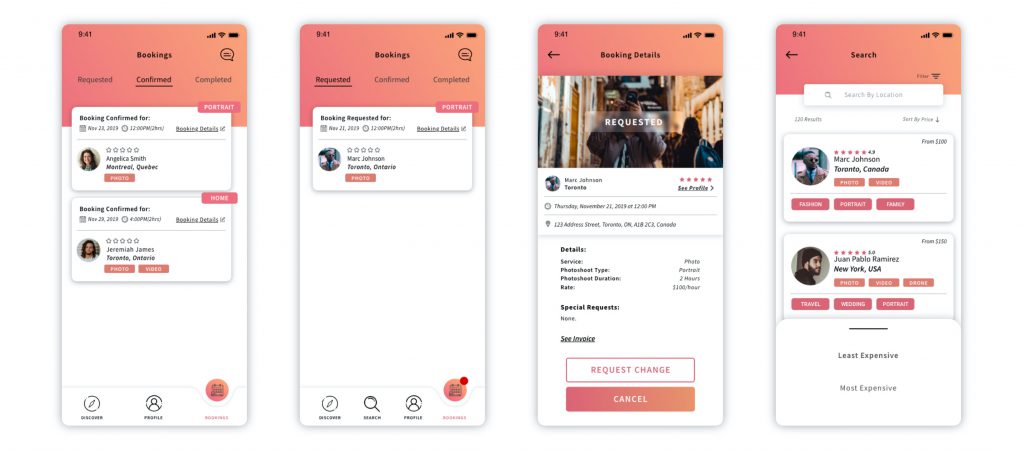 9:41
Bookings
Requested Confirmed Completed
PORTRAIT
Booking Confirmed for:
Nov 23, 2019 12:00PM(2hrs) Booking Details
Angelica Smith
Montreal, Quebec
PHOTO
HOME
Booking Confirmed for:
Nov 29, 2019 4:00PM(2hrs) Booking Details
Jeremiah James
Toronto, Ontario
PHOTO VIDEO
DISCOVER PROFILE BOOKINGS
9:41
Bookings
Requested Confirmed Completed
PORTRAIT
Booking Requested for:
Nov 21, 2019 12:00PM(2hrs) Booking Details
Marc Johnson
Toronto, Ontario
PHOTO
DISCOVER SEARCH PROFILE BOOKINGS
9:41
Booking Details
REQUESTED
Marc Johnson
Toronto See Profile
Thursday, November 21, 2019 at 12:00 PM
123 Address Street, Toronto, ON, A1B 2C3, Canada
Details:
Service: Photo
Photoshoot Type: Portrait
Photoshoot Duration: 2 Hours
Rate: $100/hour
Special Requests:
None.
See Invoice
REQUEST CHANGE
CANCEL
9:41
Search
Filter
Search By Location
120 Results Sort By Price ↓
From $100
4.9
Marc Johnson
Toronto, Canada
PHOTO VIDEO
FASHION PORTRAIT FAMILY
From $150
5.0
Juan Pablo Ramirez
New York, USA
PHOTO VIDEO DRONE
TRAVEL WEDDING PORTRAIT
Least Expensive
Most Expensive